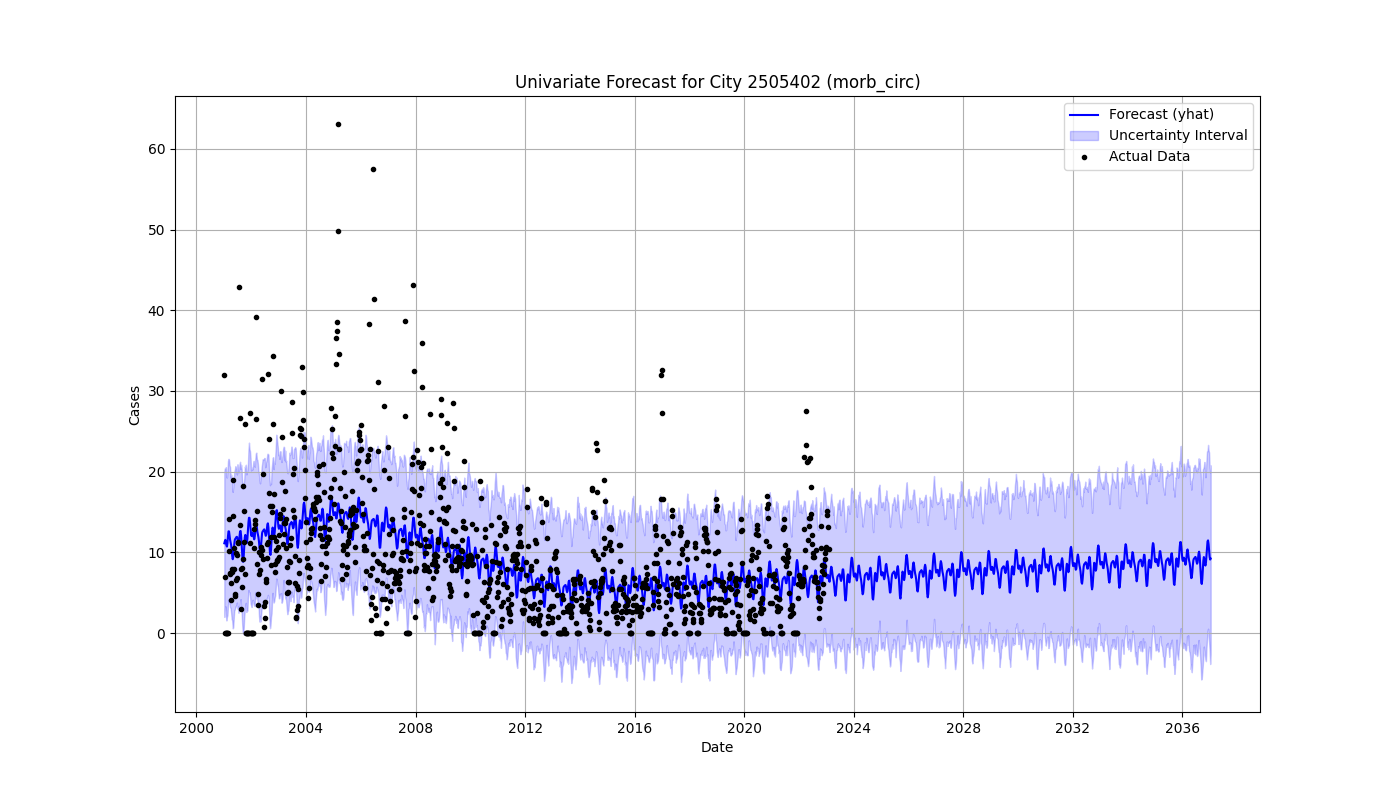 Univariate Forecast for City 2505402 (morb_circ)
Forecast (yhat)
Uncertainty Interval
Actual Data
60
50
40
30
20
10
0
Cases
2000 2004 2008 2012 2016 2020 2024 2028 2032 2036
Date